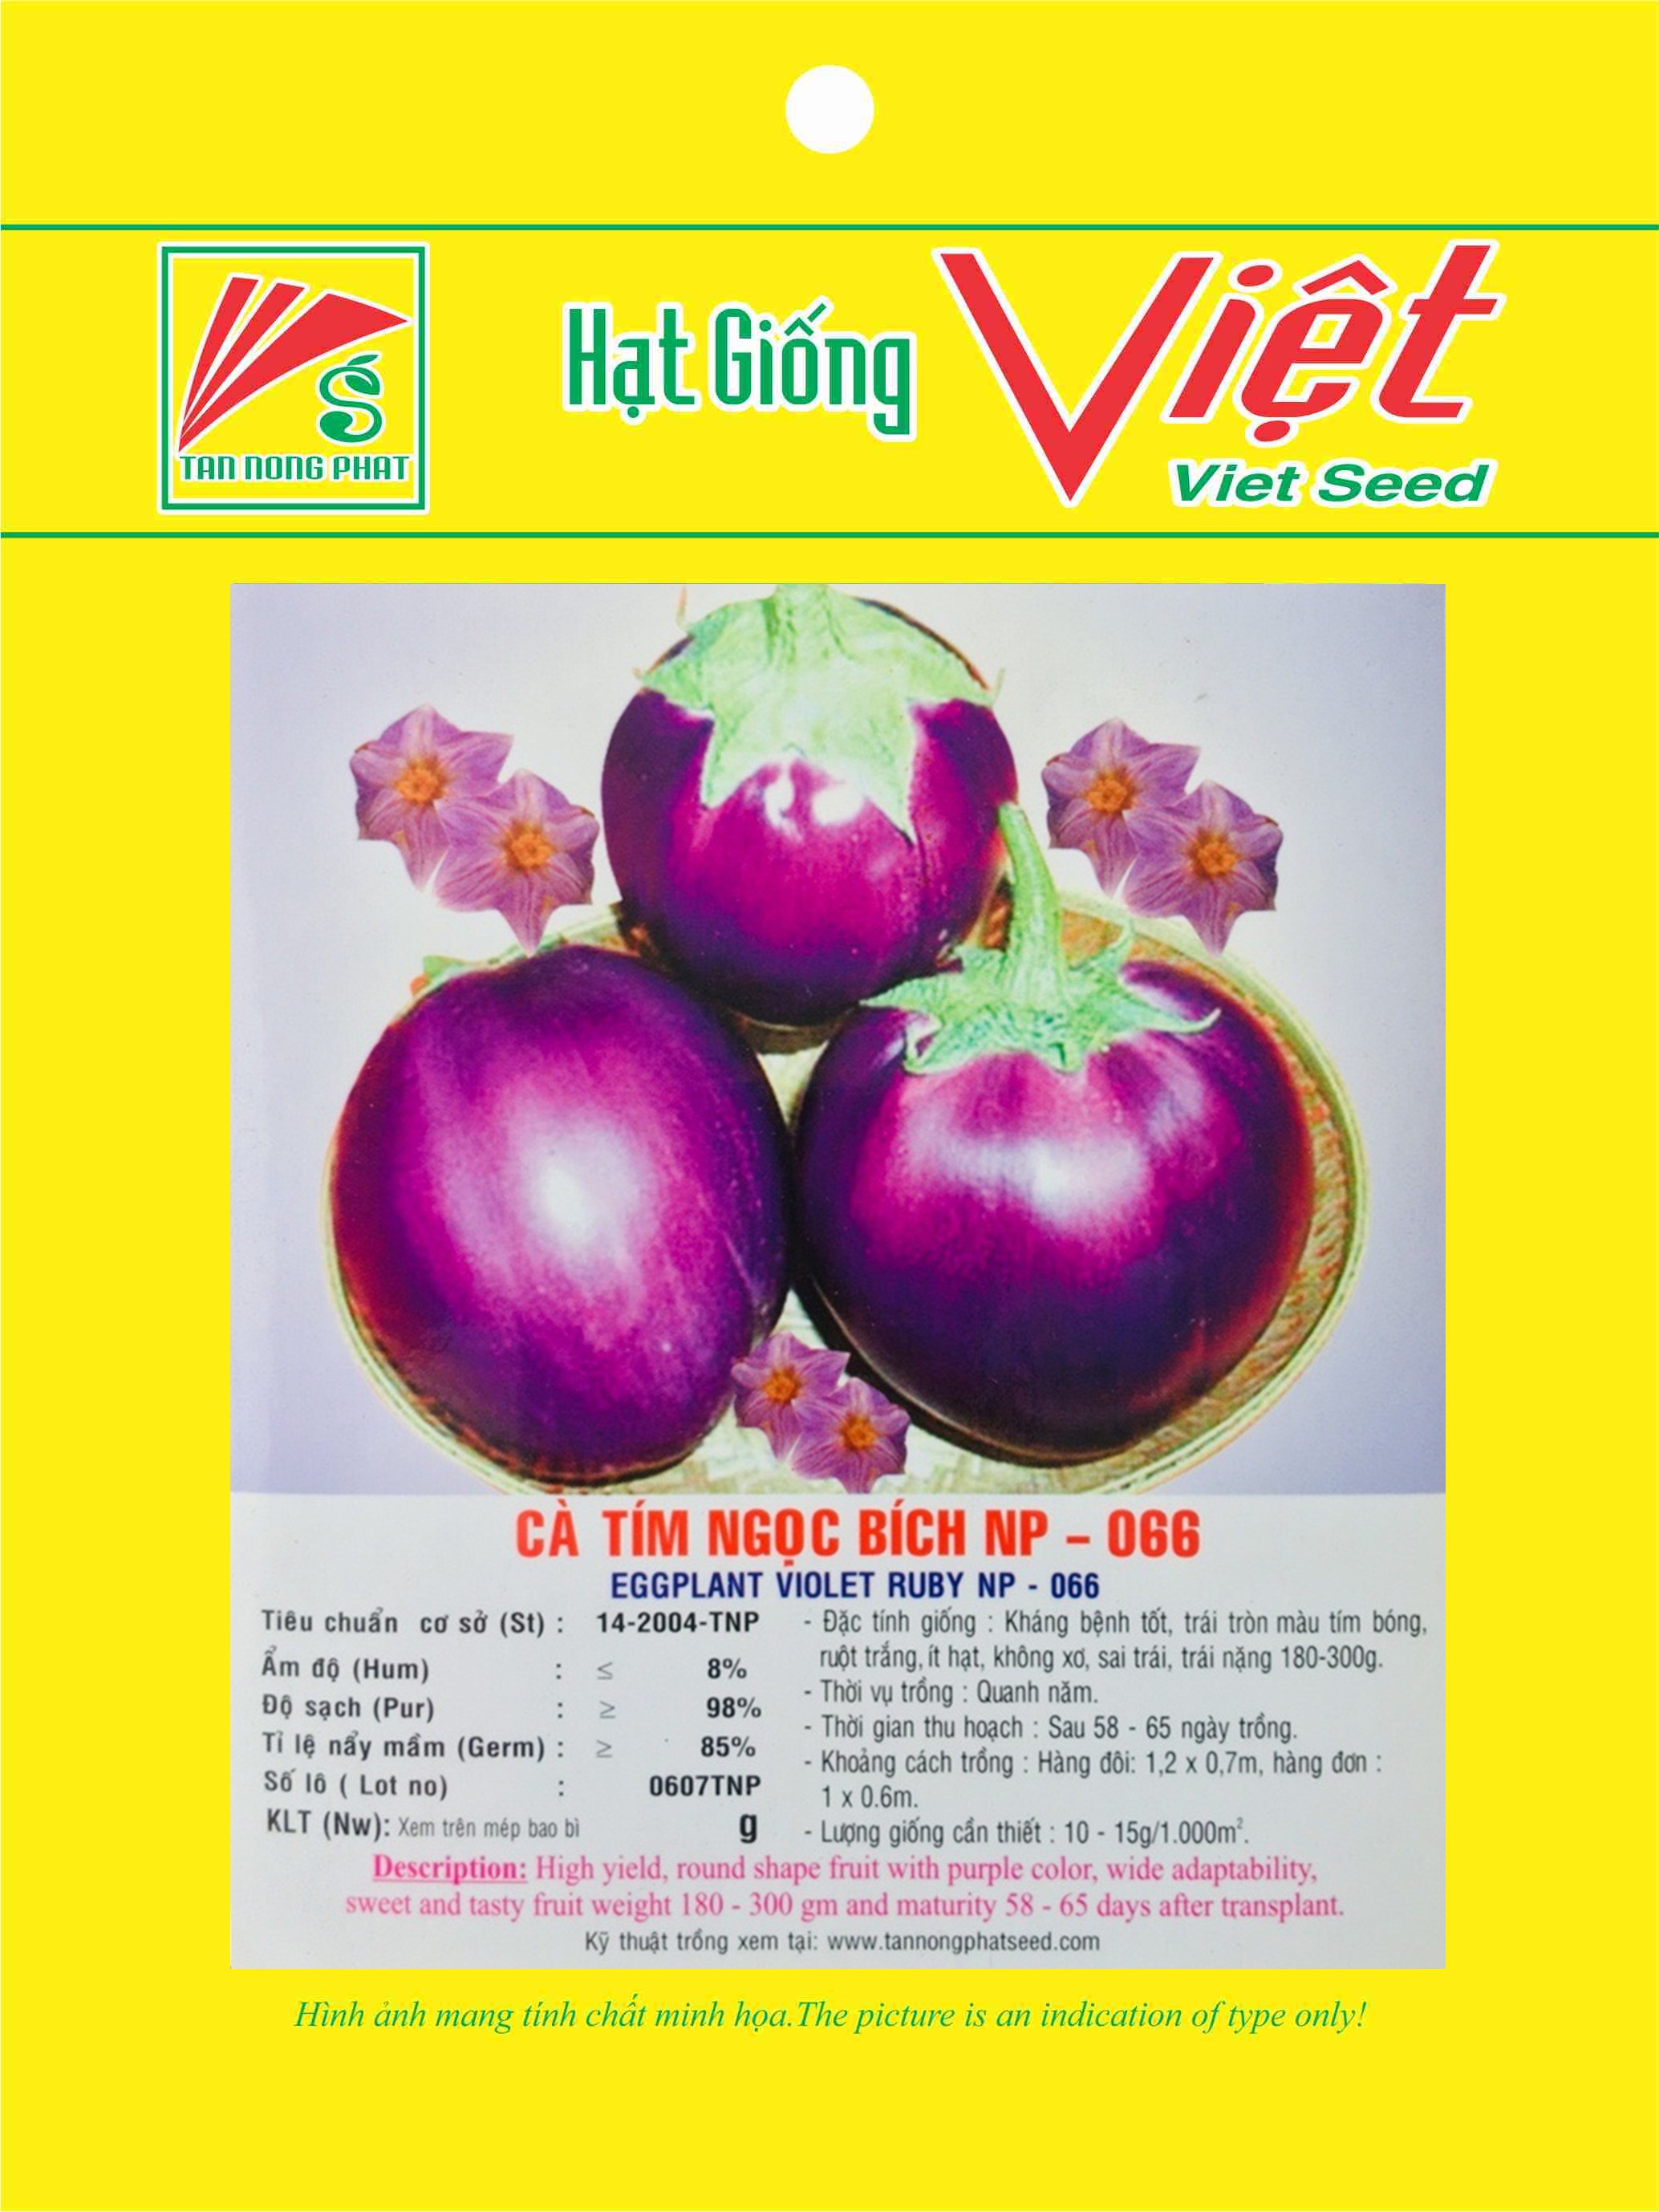 TAN NONG PHAT
Hạt Giống Việt
Viet Seed
CÀ TÍM NGỌC BÍCH NP – 066
EGGPLANT VIOLET RUBY NP - 066
Tiêu chuẩn cơ sở (St) : 14-2004-TNP
Ẩm độ (Hum) : ≤ 8%
Độ sạch (Pur) : ≥ 98%
Tỉ lệ nẩy mầm (Germ) : ≥ 85%
Số lô ( Lot no) : 0607TNP
KLT (Nw): Xem trên mép bao bì g
- Đặc tính giống : Kháng bệnh tốt, trái tròn màu tím bóng,
ruột trắng, ít hạt, không xơ, sai trái, trái nặng 180-300g.
- Thời vụ trồng : Quanh năm.
- Thời gian thu hoạch : Sau 58 - 65 ngày trồng.
- Khoảng cách trồng : Hàng đôi: 1,2 x 0,7m, hàng đơn :
1 x 0.6m.
- Lượng giống cần thiết : 10 - 15g/1.000m².
Description: High yield, round shape fruit with purple color, wide adaptability,
sweet and tasty fruit weight 180 - 300 gm and maturity 58 - 65 days after transplant.
Kỹ thuật trồng xem tại: www.tannongphatseed.com
Hình ảnh mang tính chất minh họa.The picture is an indication of type only!